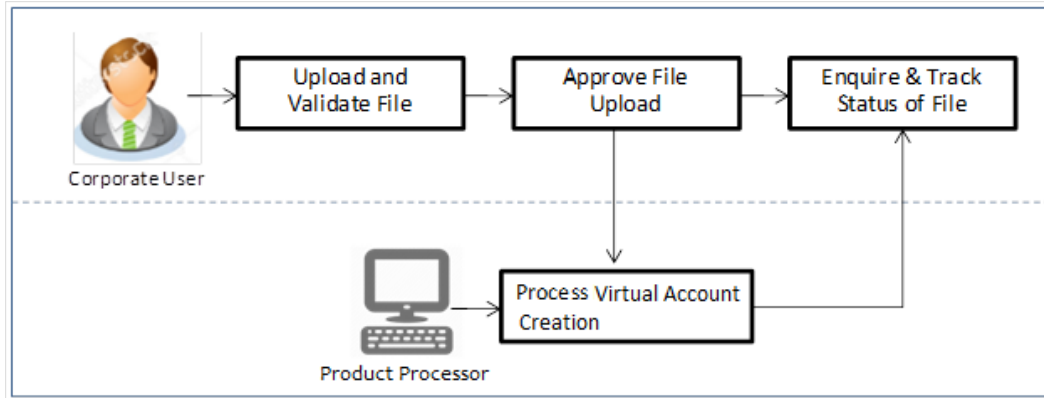 Upload and
Validate File
Approve File
Upload
Enquire & Track
Status of File
Corporate User
Process Virtual Account
Creation
Product Processor